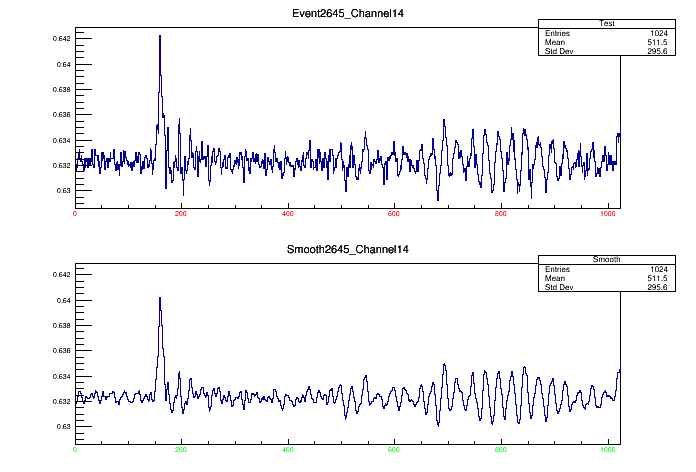 Event2645_Channel14
Test
Entries 1024
Mean 511.5
Std Dev 295.6
0.642
0.64
0.638
0.636
0.634
0.632
0.63
0 200 400 600 800 1000
Smooth2645_Channel14
Smooth
Entries 1024
Mean 511.5
Std Dev 295.6
0.642
0.64
0.638
0.636
0.634
0.632
0.63
0 200 400 600 800 1000